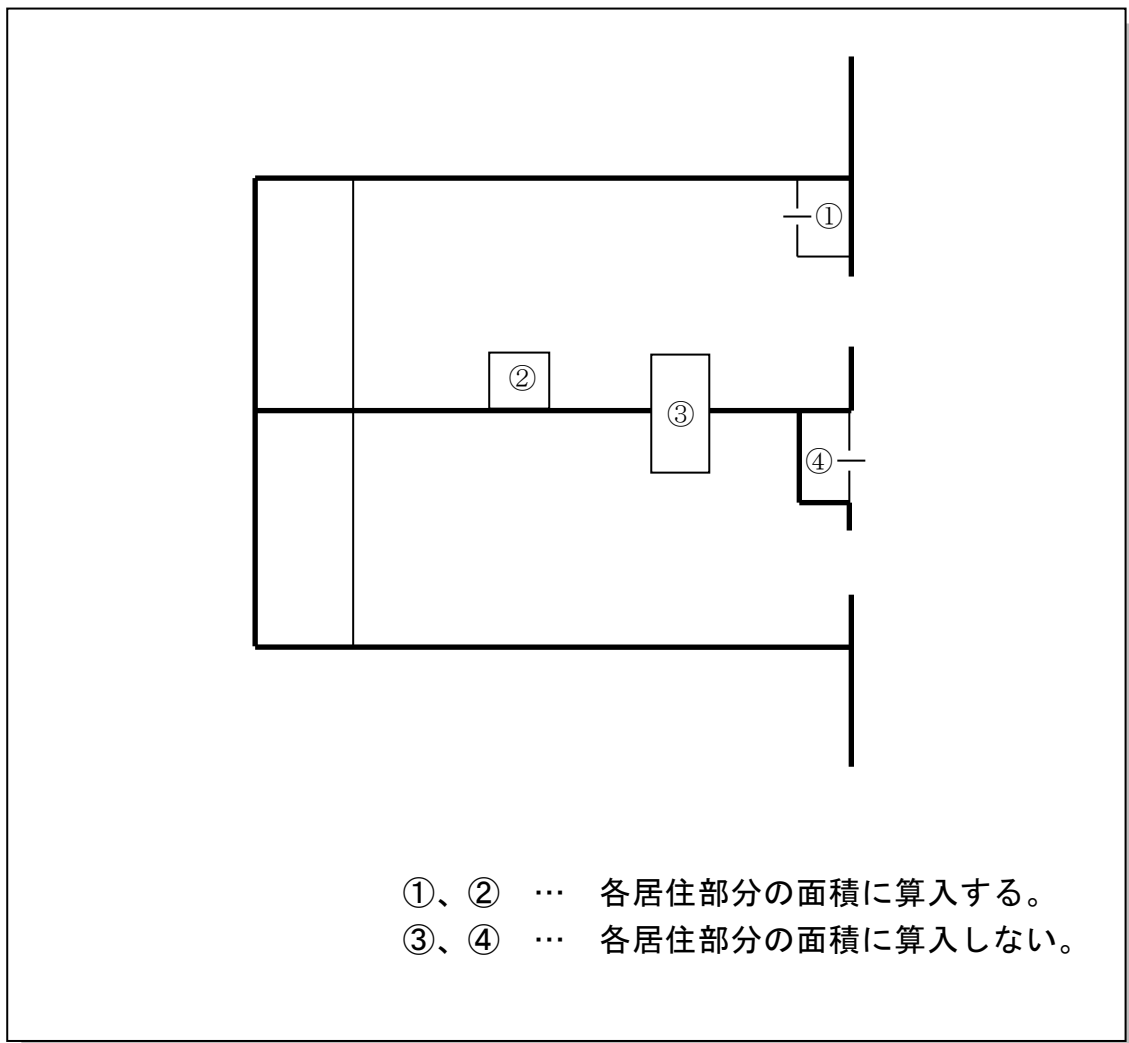 ①
②
③
④
①、② … 各居住部分の面積に算入する。
③、④ … 各居住部分の面積に算入しない。